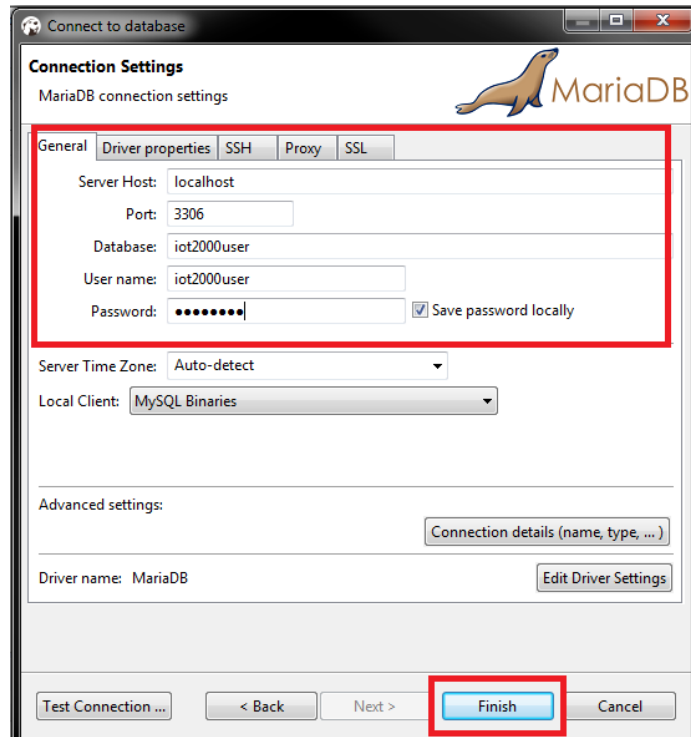 Connect to database
Connection Settings
MariaDB connection settings
MariaDB
General Driver properties SSH Proxy SSL
Server Host: localhost
Port: 3306
Database: iot2000user
User name: iot2000user
Password: ●●●●●●●● Save password locally
Server Time Zone: Auto-detect
Local Client: MySQL Binaries
Advanced settings:
Connection details (name, type, ... )
Driver name: MariaDB Edit Driver Settings
Test Connection ... < Back Next > Finish Cancel